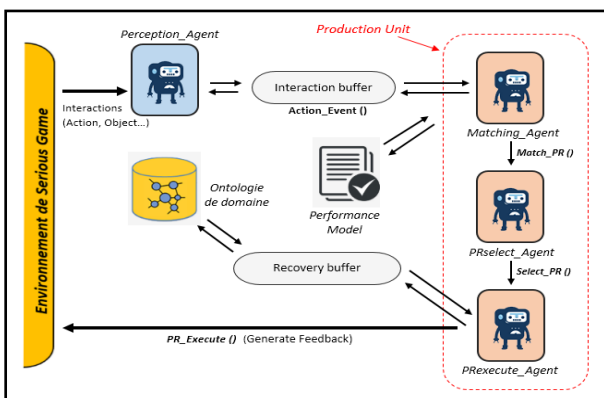 Perception_Agent
Production Unit
Environnement de Serious Game
Interactions
(Action, Object...)
Interaction buffer
Action_Event ()
Matching_Agent
Match_PR ()
Ontologie
de domaine
Performance
Model
PRselect_Agent
Select_PR ()
Recovery buffer
PR_Execute () (Generate Feedback)
PRexecute_Agent